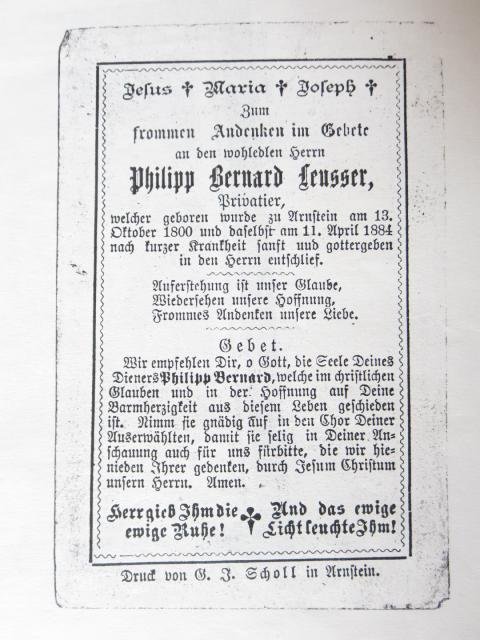 Jesus † Maria † Joseph †
Zum
frommen Andenken im Gebete
an den wohledlen Herrn
Philipp Bernard Leusser,
Privatier,
welcher geboren wurde zu Arnstein am 13.
Oktober 1800 und daselbst am 11. April 1884
nach kurzer Krankheit sanft und gottergeben
in den Herrn entschlief.
Auferstehung ist unser Glaube,
Wiedersehen unsere Hoffnung,
Frommes Andenken unsere Liebe.
Gebet.
Wir empfehlen Dir, o Gott, die Seele Deines
Dieners Philipp Bernard, welche im christlichen
Glauben und in der Hoffnung auf Deine
Barmherzigkeit aus diesem Leben geschieden
ist. Nimm sie gnädig auf in den Chor Deiner
Auserwählten, damit sie selig in Deiner An-
schauung auch für uns fürbitte, die wir hie-
nieden Ihrer gedenken, durch Jesum Christum
unsern Herrn. Amen.
Herr gieb Ihm die
ewige Ruhe!
†
Und das ewige
Licht leuchte Ihm!
Druck von G. J. Scholl in Arnstein.